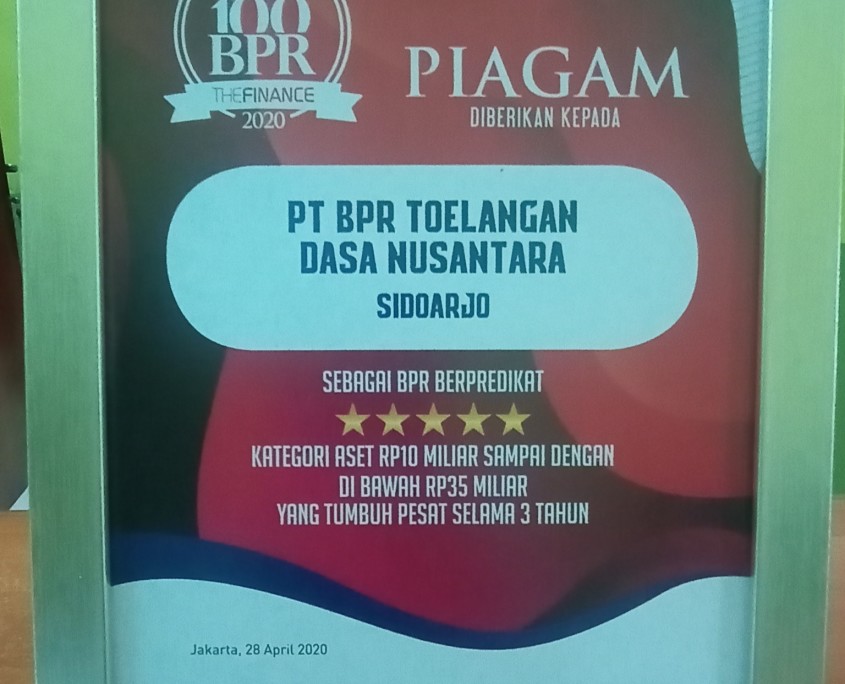 100
BPR
THEFINANCE
2020
PIAGAM
DIBERIKAN KEPADA
PT BPR TOELANGAN
DASA NUSANTARA
SIDOARJO
SEBAGAI BPR BERPREDIKAT
KATEGORI ASET RP10 MILIAR SAMPAI DENGAN
DI BAWAH RP35 MILIAR
YANG TUMBUH PESAT SELAMA 3 TAHUN
Jakarta, 28 April 2020